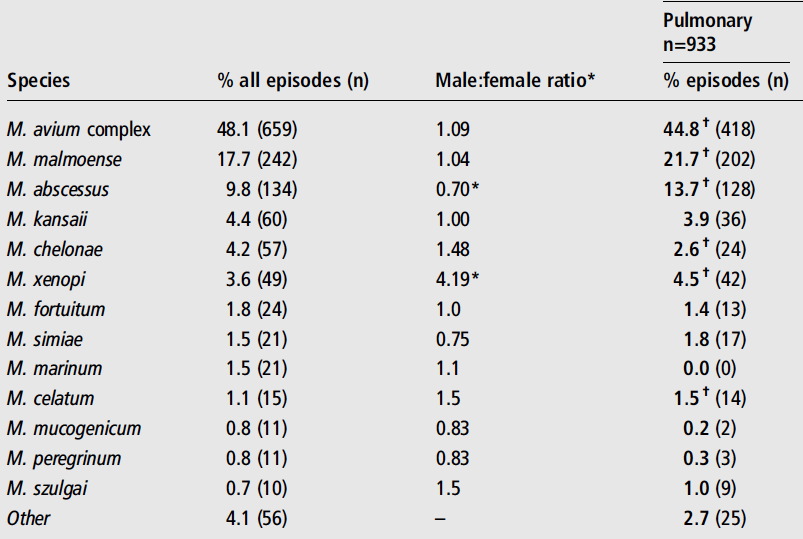 Pulmonary
n=933
Species % all episodes (n) Male:female ratio* % episodes (n)
M. avium complex 48.1 (659) 1.09 44.8† (418)
M. malmoense 17.7 (242) 1.04 21.7† (202)
M. abscessus 9.8 (134) 0.70* 13.7† (128)
M. kansaii 4.4 (60) 1.00 3.9 (36)
M. chelonae 4.2 (57) 1.48 2.6† (24)
M. xenopi 3.6 (49) 4.19* 4.5† (42)
M. fortuitum 1.8 (24) 1.0 1.4 (13)
M. simiae 1.5 (21) 0.75 1.8 (17)
M. marinum 1.5 (21) 1.1 0.0 (0)
M. celatum 1.1 (15) 1.5 1.5† (14)
M. mucogenicum 0.8 (11) 0.83 0.2 (2)
M. peregrinum 0.8 (11) 0.83 0.3 (3)
M. szulgai 0.7 (10) 1.5 1.0 (9)
Other 4.1 (56) – 2.7 (25)